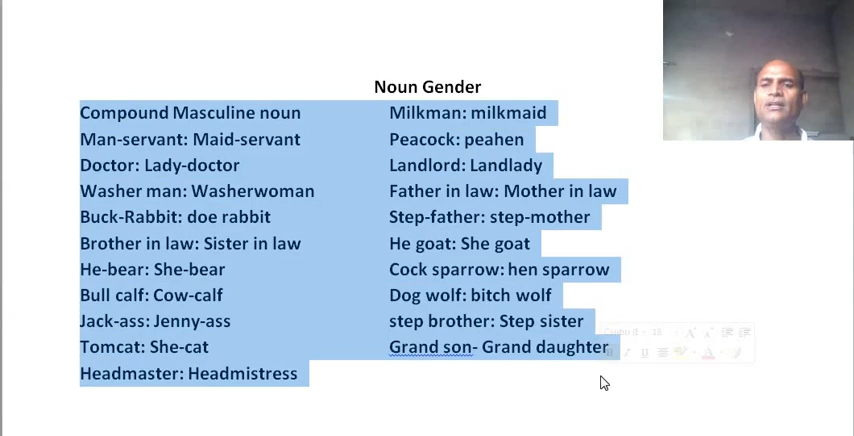 Noun Gender
Compound Masculine noun
Man-servant: Maid-servant
Doctor: Lady-doctor
Washer man: Washerwoman
Buck-Rabbit: doe rabbit
Brother in law: Sister in law
He-bear: She-bear
Bull calf: Cow-calf
Jack-ass: Jenny-ass
Tomcat: She-cat
Headmaster: Headmistress
Milkman: milkmaid
Peacock: peahen
Landlord: Landlady
Father in law: Mother in law
Step-father: step-mother
He goat: She goat
Cock sparrow: hen sparrow
Dog wolf: bitch wolf
step brother: Step sister
Grand son- Grand daughter